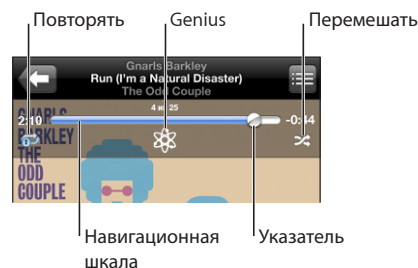 Повторять
Genius
Перемешать
Gnarls Barkley
Run (I'm a Natural Disaster)
The Odd Couple
4 из 25
2:10
-0:44
GNARLS
BARKLEY
THE
ODD
COUPLE
Навигационная
шкала
Указатель